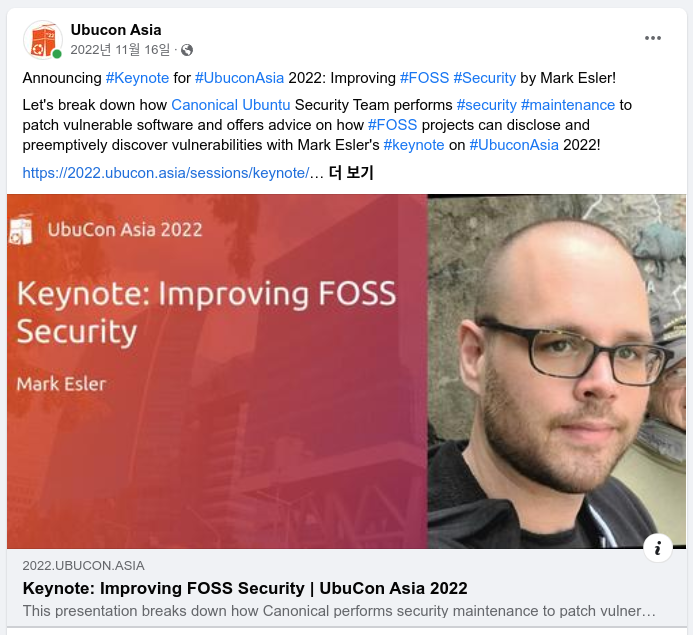 Ubucon Asia
2022년 11월 16일 ·
Announcing #Keynote for #UbuconAsia 2022: Improving #FOSS #Security by Mark Esler!
Let's break down how Canonical Ubuntu Security Team performs #security #maintenance to
patch vulnerable software and offers advice on how #FOSS projects can disclose and
preemptively discover vulnerabilities with Mark Esler's #keynote on #UbuconAsia 2022!
https://2022.ubucon.asia/sessions/keynote/… 더 보기
UbuCon Asia 2022
Keynote: Improving FOSS
Security
Mark Esler
2022.UBUCON.ASIA
Keynote: Improving FOSS Security | UbuCon Asia 2022
This presentation breaks down how Canonical performs security maintenance to patch vulner…